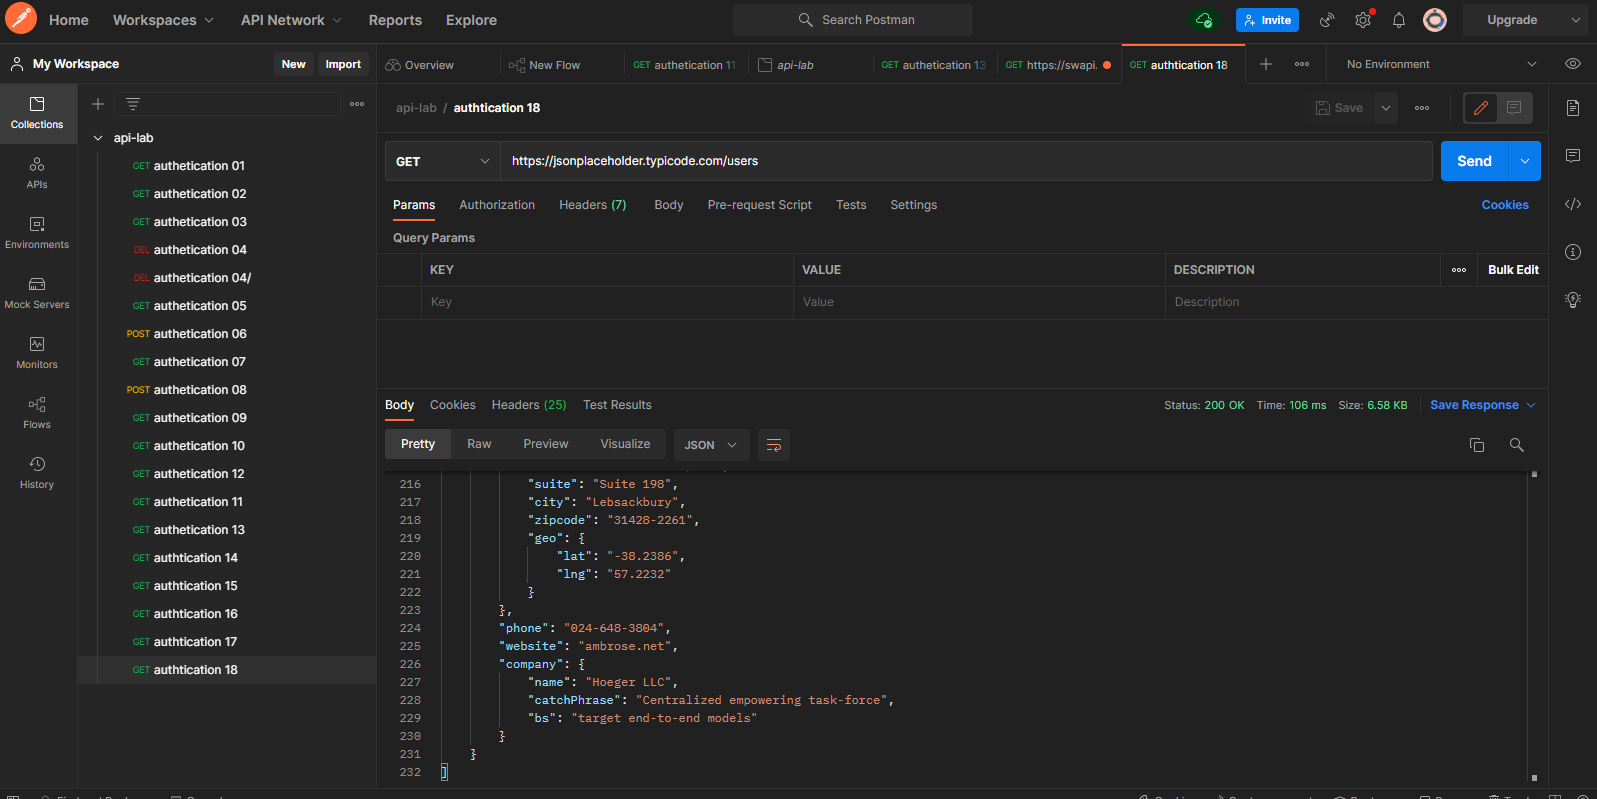 Home Workspaces API Network Reports Explore Search Postman Invite Upgrade
My Workspace New Import Overview New Flow GET authetication 11 api-lab GET authetication 13 GET https://swapi. GET authtication 18 No Environment
Collections
APIs
Environments
Mock Servers
Monitors
Flows
History
api-lab
GET authetication 01
GET authetication 02
GET authetication 03
DEL authetication 04
DEL authetication 04/
GET authetication 05
POST authetication 06
GET authetication 07
POST authetication 08
GET authetication 09
GET authetication 10
GET authetication 12
GET authetication 11
GET authetication 13
GET authtication 14
GET authtication 15
GET authtication 16
GET authtication 17
GET authtication 18
api-lab / authtication 18 Save
GET https://jsonplaceholder.typicode.com/users Send
Params Authorization Headers (7) Body Pre-request Script Tests Settings Cookies
Query Params
KEY VALUE DESCRIPTION Bulk Edit
Key Value Description
Body Cookies Headers (25) Test Results Status: 200 OK Time: 106 ms Size: 6.58 KB Save Response
Pretty Raw Preview Visualize JSON
216 "suite": "Suite 198",
217 "city": "Lebsackbury",
218 "zipcode": "31428-2261",
219 "geo": {
220 "lat": "-38.2386",
221 "lng": "57.2232"
222 }
223 },
224 "phone": "024-648-3804",
225 "website": "ambrose.net",
226 "company": {
227 "name": "Hoeger LLC",
228 "catchPhrase": "Centralized empowering task-force",
229 "bs": "target end-to-end models"
230 }
231 }
232 ]